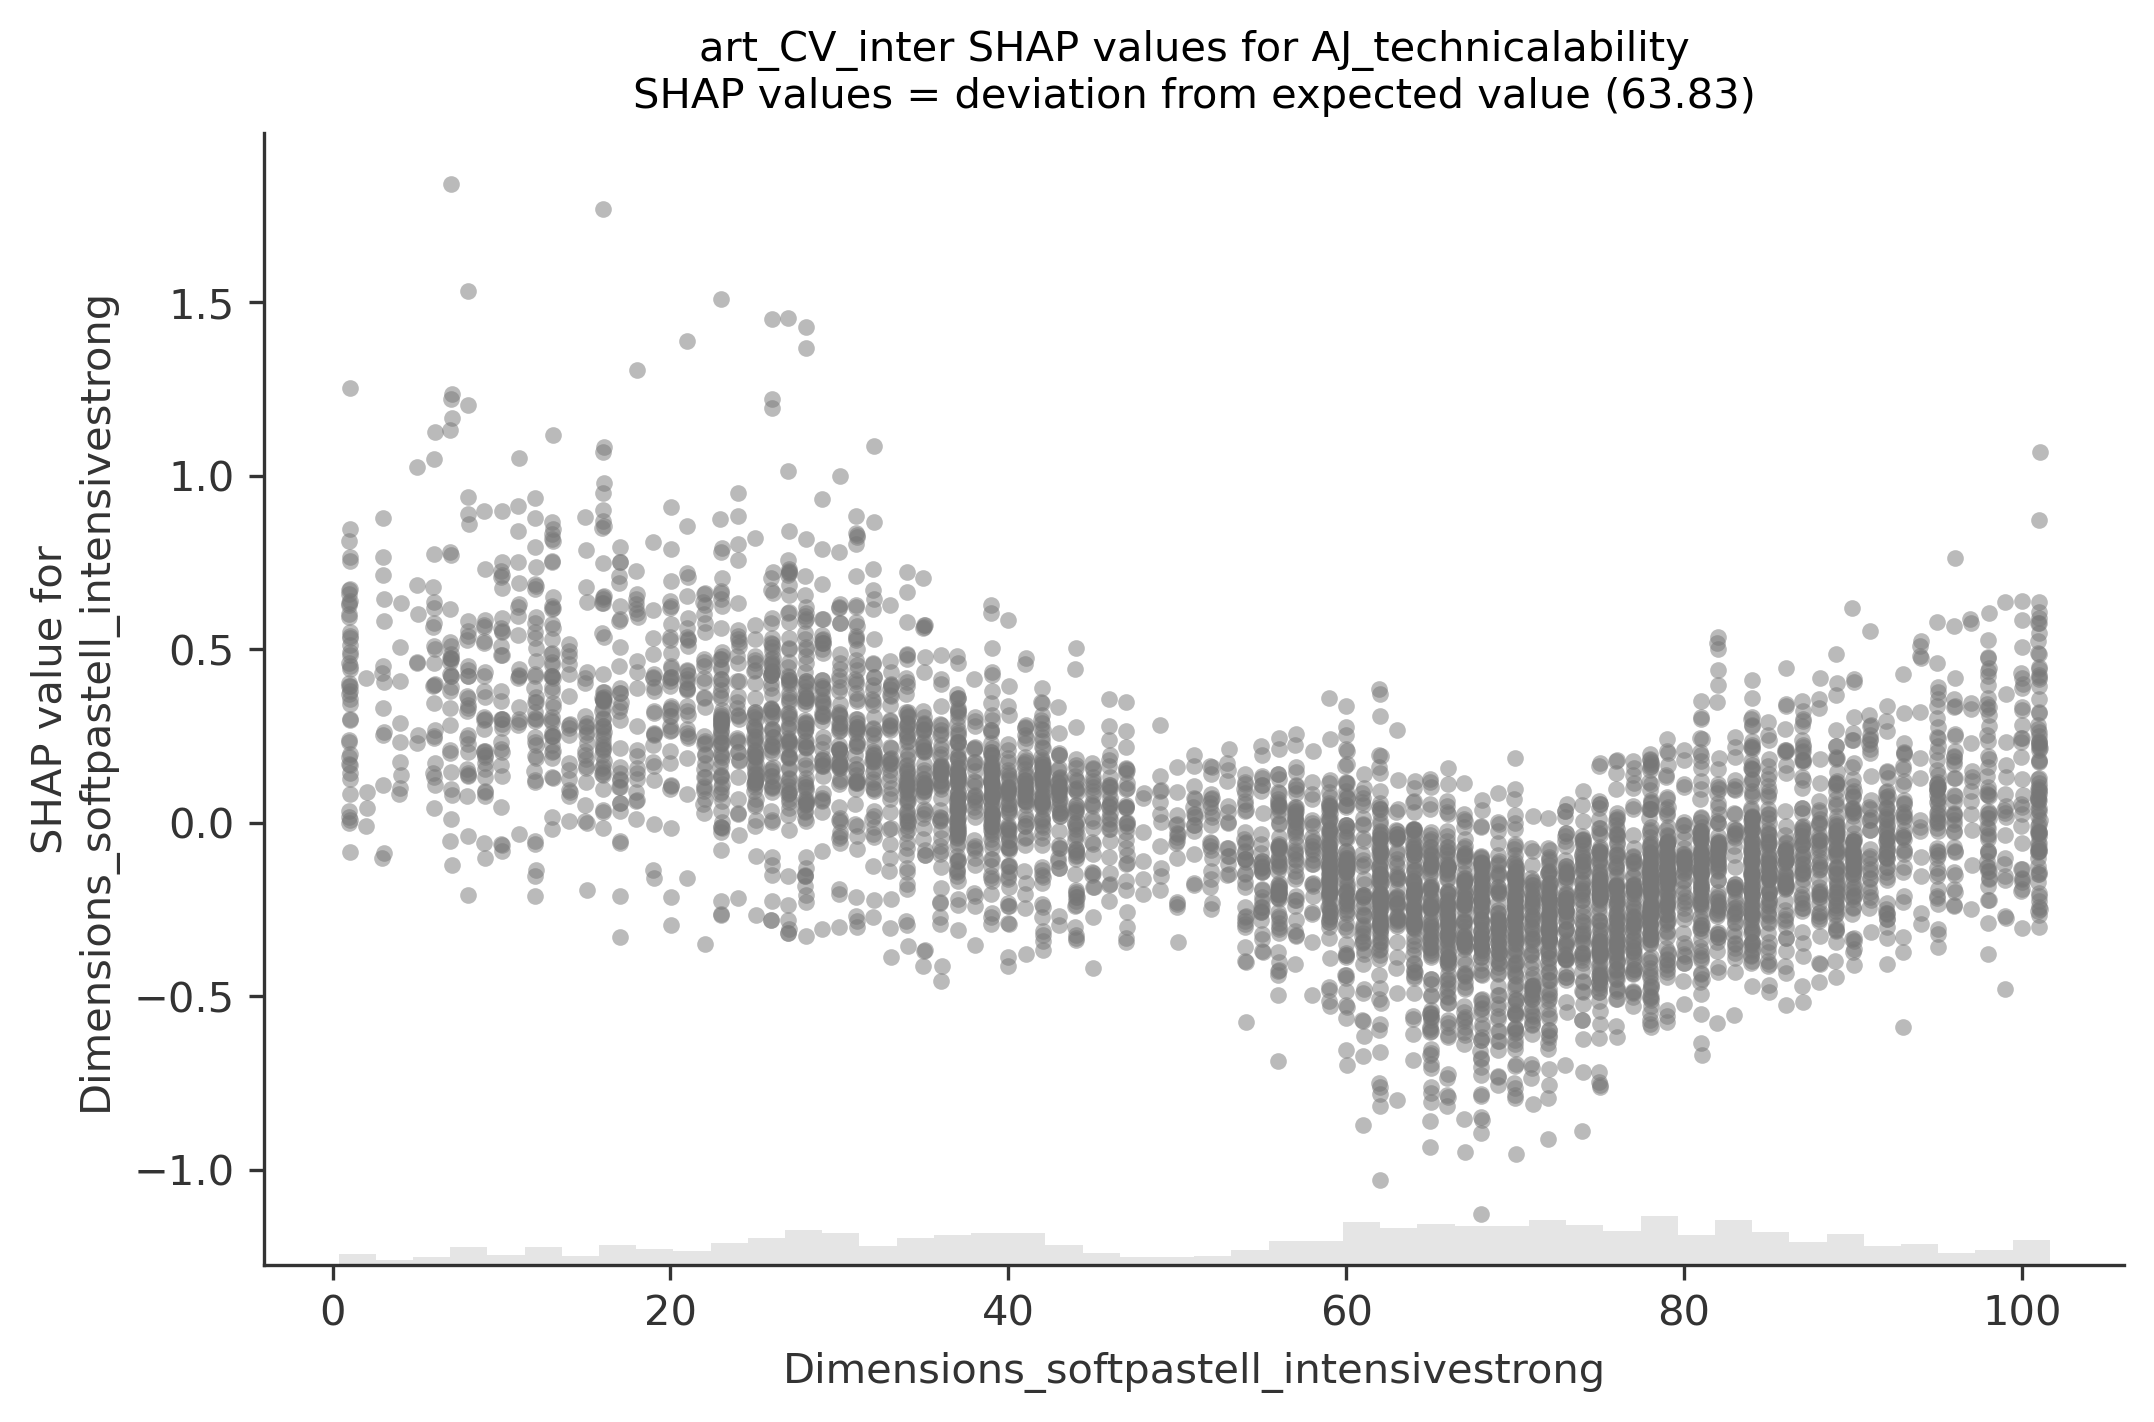 art_CV_inter SHAP values for AJ_technicalability
SHAP values = deviation from expected value (63.83)
SHAP value for
Dimensions_softpastell_intensivestrong
1.5
1.0
0.5
0.0
−0.5
−1.0
0 20 40 60 80 100
Dimensions_softpastell_intensivestrong